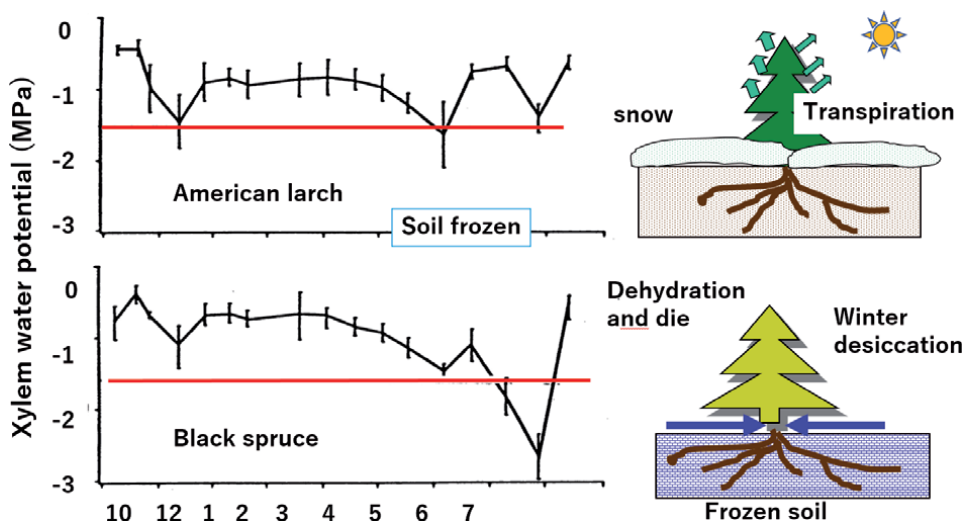 Xylem water potential (MPa)
0
-1
-2
-3
American larch
Soil frozen
0
-1
-2
-3
Black spruce
10 12 1 2 3 4 5 6 7
snow
Transpiration
Dehydration
and die
Winter
desiccation
Frozen soil